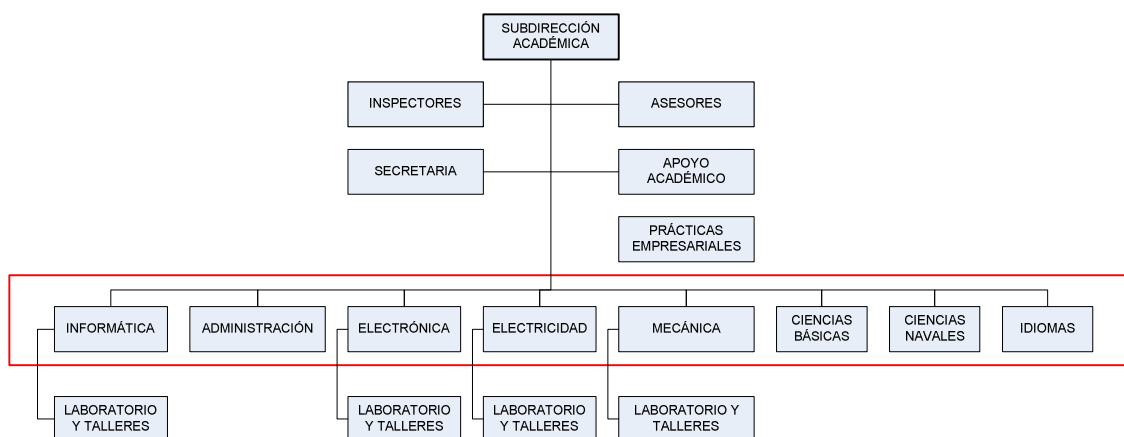 SUBDIRECCIÓN
ACADÉMICA
INSPECTORES
ASESORES
SECRETARIA
APOYO
ACADÉMICO
PRÁCTICAS
EMPRESARIALES
INFORMÁTICA
ADMINISTRACIÓN
ELECTRÓNICA
ELECTRICIDAD
MECÁNICA
CIENCIAS
BÁSICAS
CIENCIAS
NAVALES
IDIOMAS
LABORATORIO
Y TALLERES
LABORATORIO
Y TALLERES
LABORATORIO
Y TALLERES
LABORATORIO Y
TALLERES